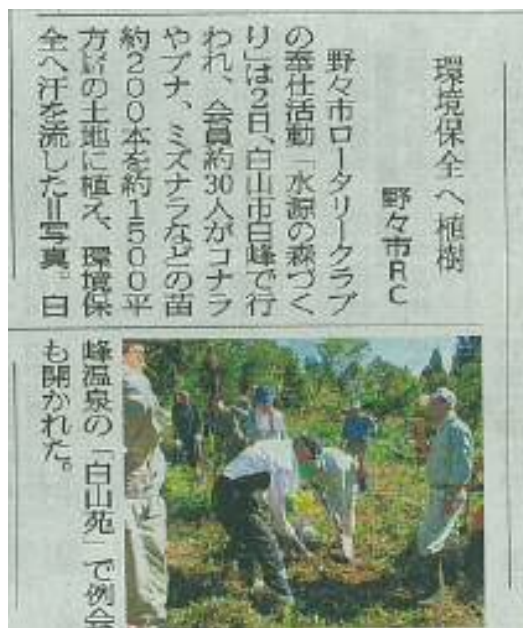 環境保全へ植樹
野々市RC
野々市ロータリークラブ
の奉仕活動「水源の森づく
り」は2日、白山市白峰で行
われ、会員約30人がコナラ
やブナ、ミズナラなどの苗
約200本を約1500平
方㍍の土地に植え、環境保
全へ汗を流した＝写真。白
峰温泉の「白山苑」で例会
も開かれた。